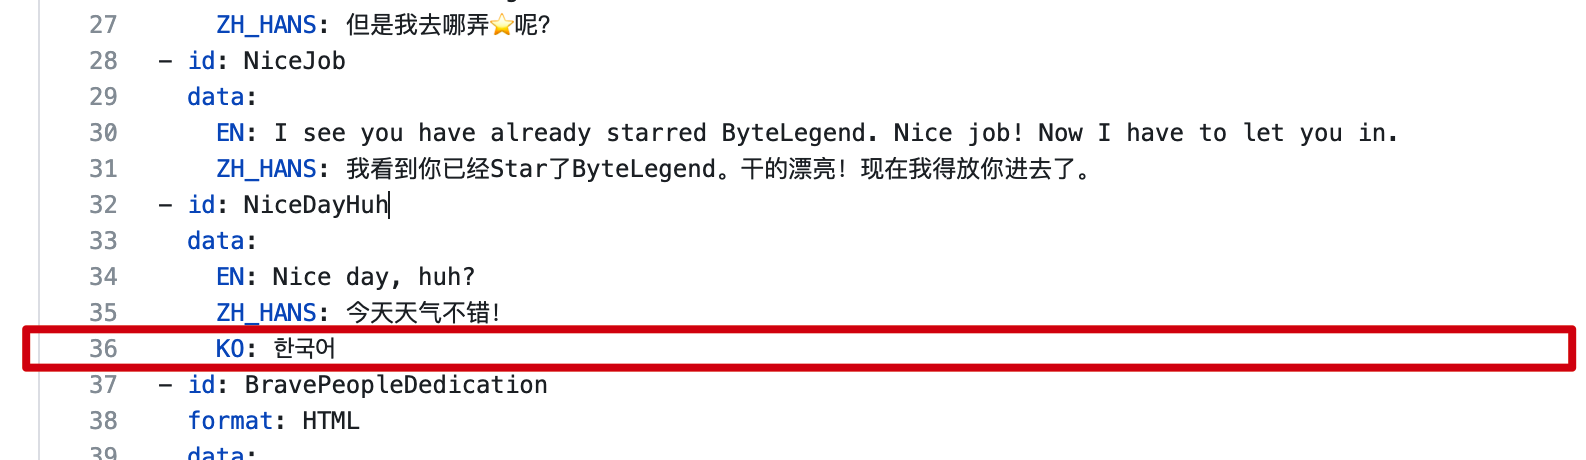 27 ZH_HANS: 但是我去哪弄⭐呢?
28 - id: NiceJob
29 data:
30 EN: I see you have already starred ByteLegend. Nice job! Now I have to let you in.
31 ZH_HANS: 我看到你已经Star了ByteLegend。干的漂亮！现在我得放你进去了。
32 - id: NiceDayHuh
33 data:
34 EN: Nice day, huh?
35 ZH_HANS: 今天天气不错!
36 KO: 한국어
37 - id: BravePeopleDedication
38 format: HTML
39 data: